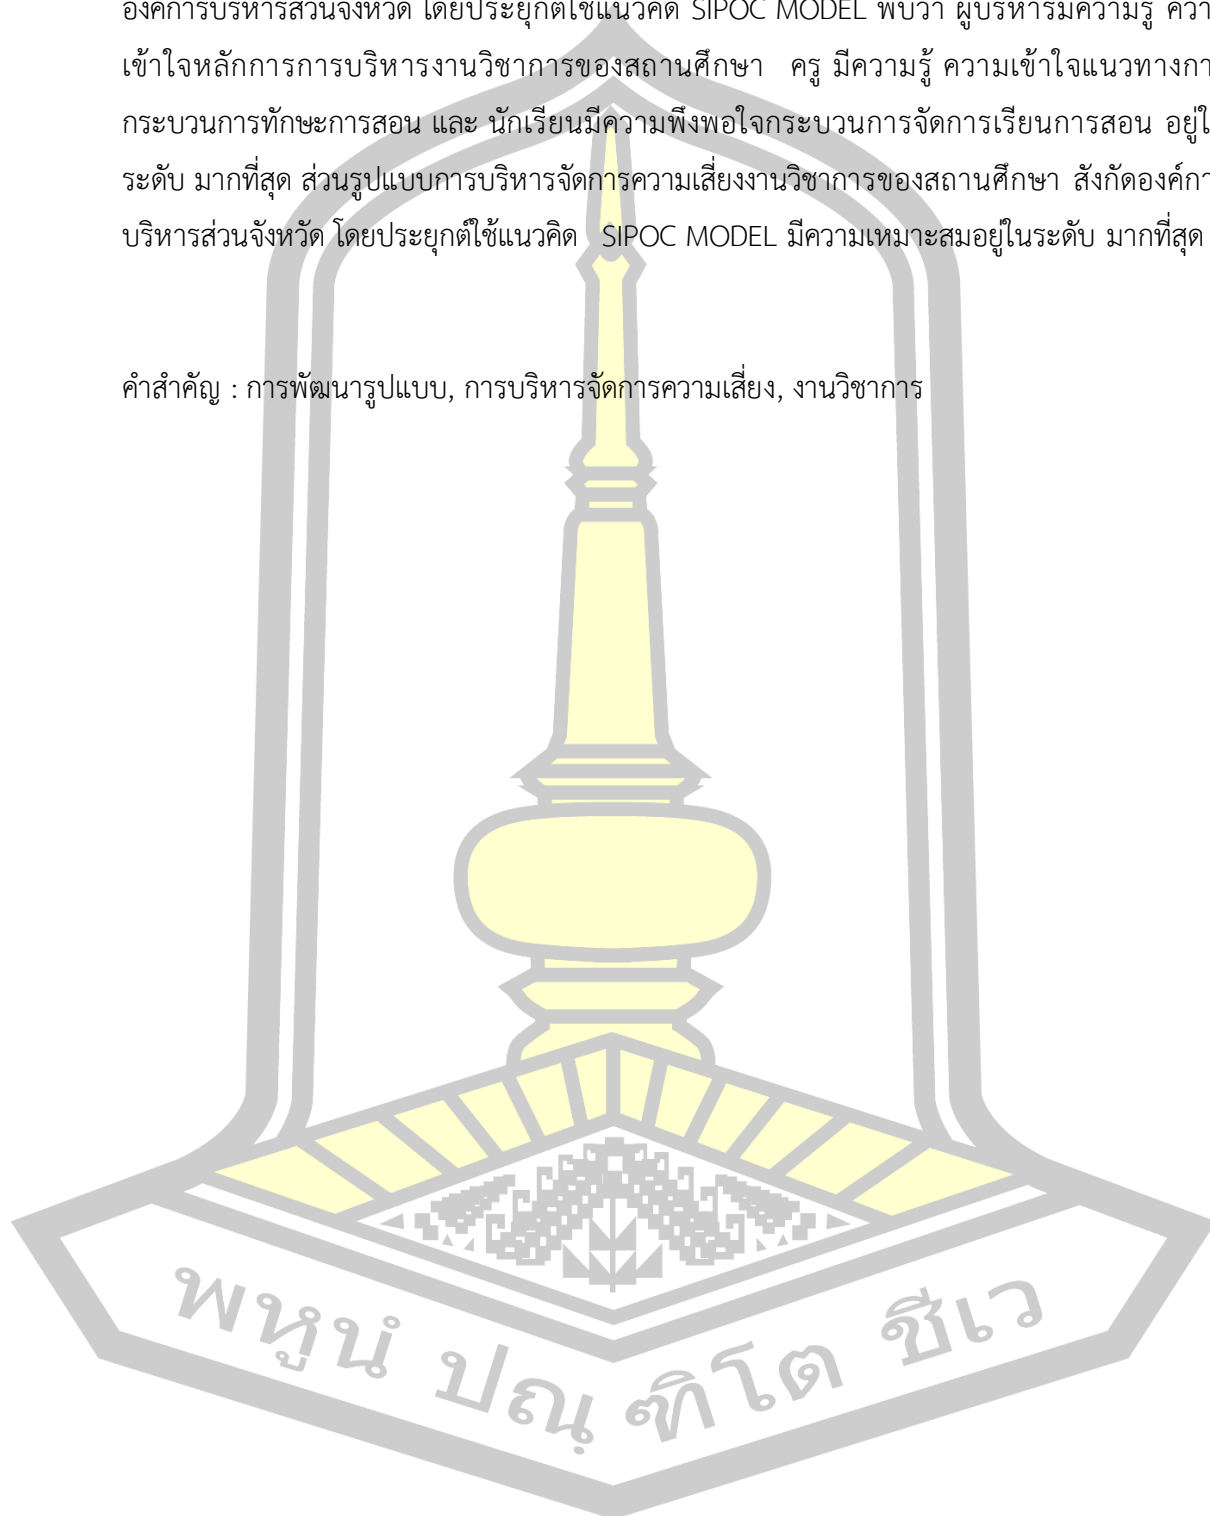 องค์การบริหารส่วนจังหวัด โดยประยุกต์ใช้แนวคิด SIPOC MODEL พบว่า ผู้บริหารมีความรู้ ความ
เข้าใจหลักการการบริหารงานวิชาการของสถานศึกษา ครู มีความรู้ ความเข้าใจแนวทางกา
กระบวนการทักษะการสอน และ นักเรียนมีความพึงพอใจกระบวนการจัดการเรียนการสอน อยู่ใ
ระดับ มากที่สุด ส่วนรูปแบบการบริหารจัดการความเสี่ยงงานวิชาการของสถานศึกษา สังกัดองค์กา
บริหารส่วนจังหวัด โดยประยุกต์ใช้แนวคิด SIPOC MODEL มีความเหมาะสมอยู่ในระดับ มากที่สุด
คำสำคัญ : การพัฒนารูปแบบ, การบริหารจัดการความเสี่ยง, งานวิชาการ
พหูนํ ปณฺฑิโต ชีเว